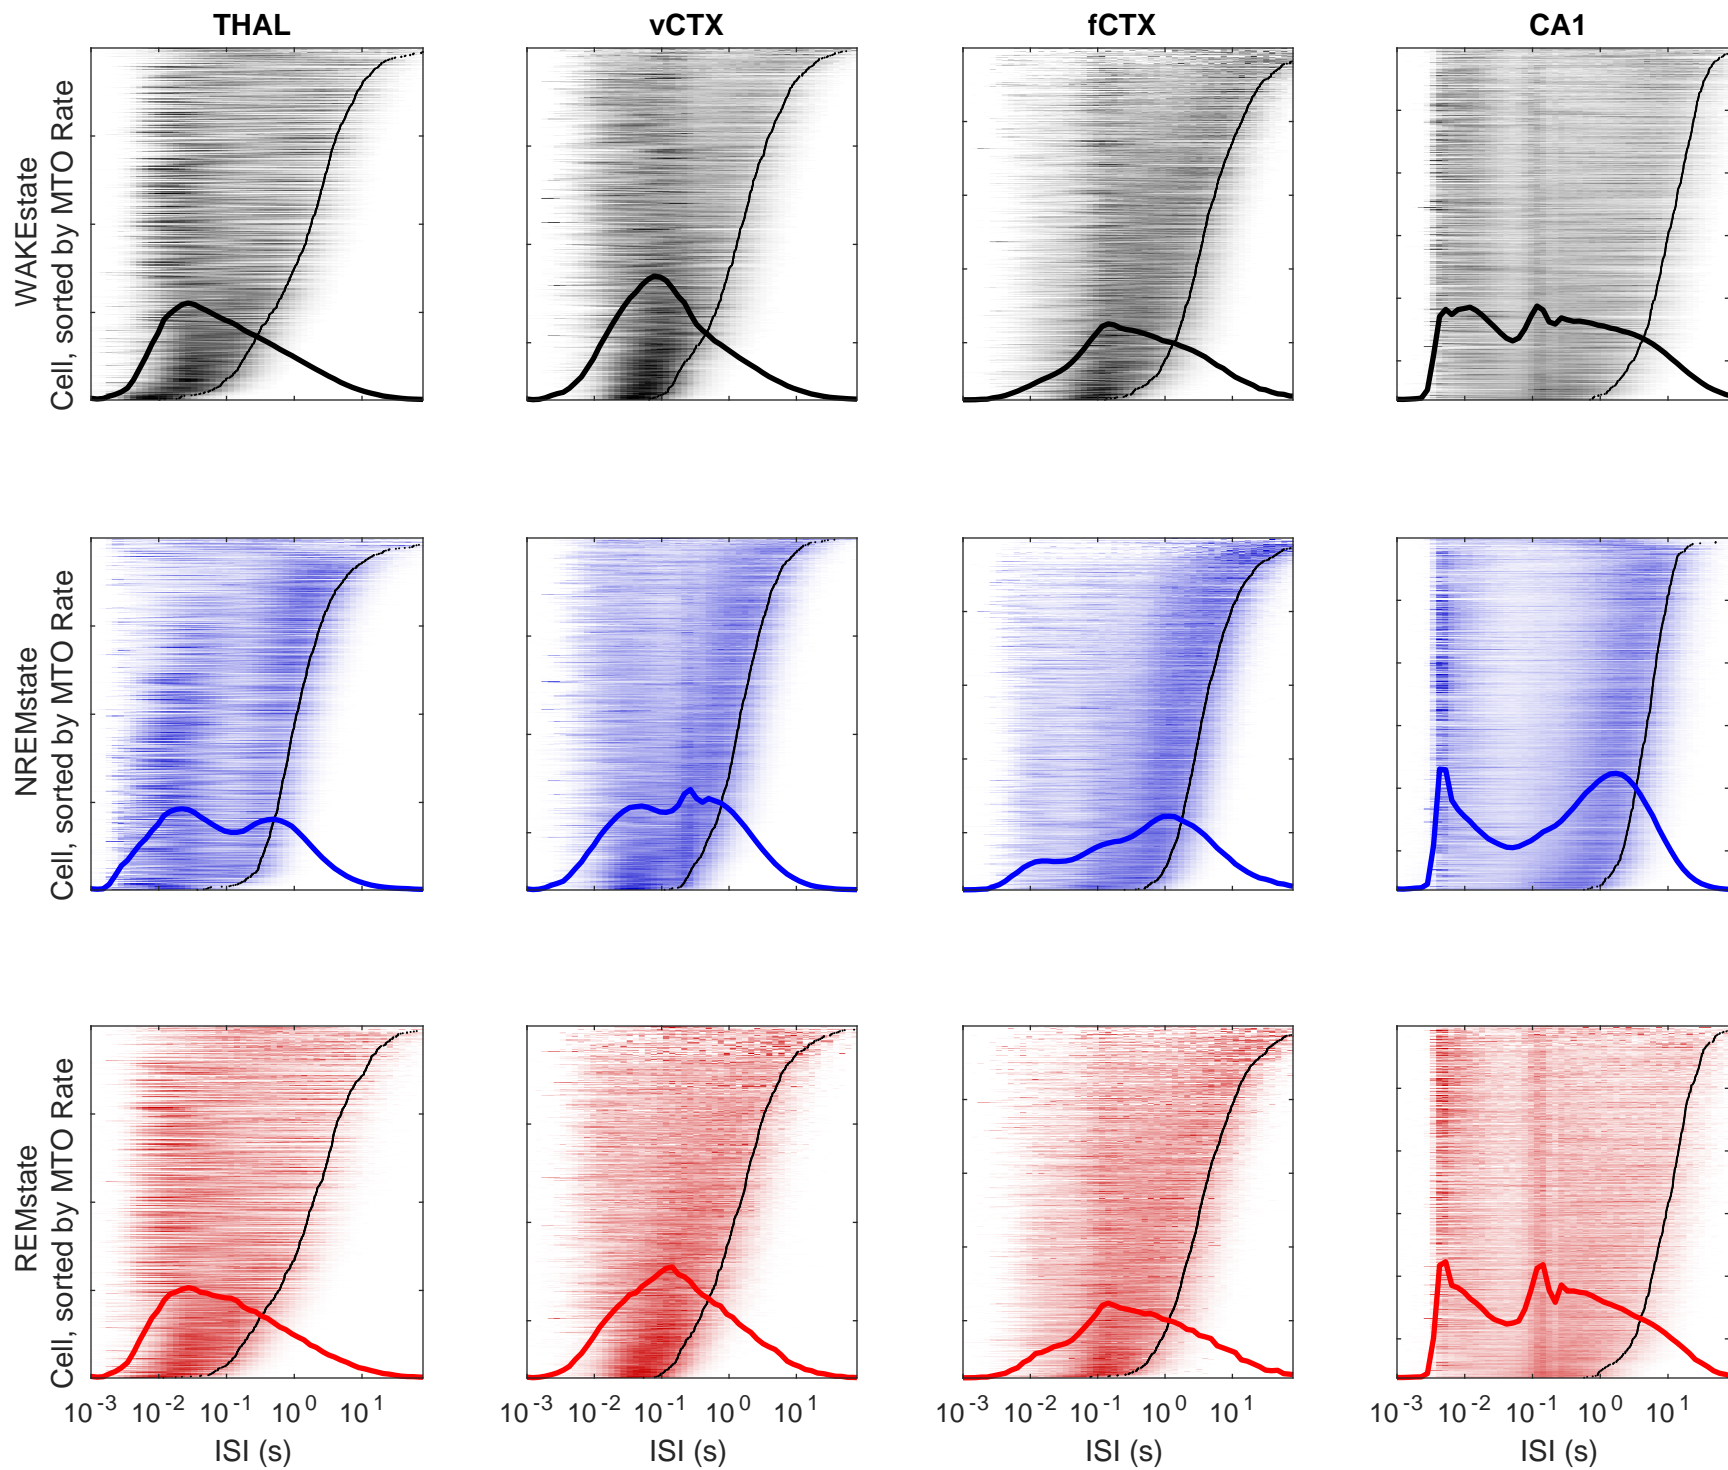 THAL vCTX fCTX CA1
WAKEstate
Cell, sorted by MTO Rate
NREMstate
Cell, sorted by MTO Rate
REMstate
Cell, sorted by MTO Rate
10^-3 10^-2 10^-1 10^0 10^1 10^-3 10^-2 10^-1 10^0 10^1 10^-3 10^-2 10^-1 10^0 10^1 10^-3 10^-2 10^-1 10^0 10^1
ISI (s) ISI (s) ISI (s) ISI (s)